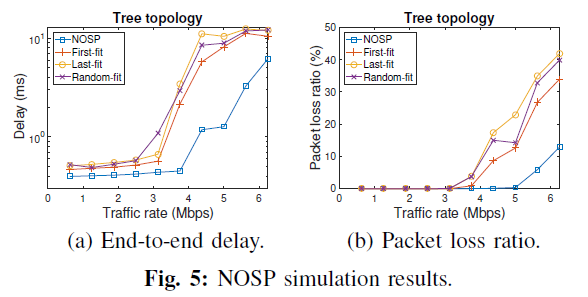 Tree topology
Delay (ms)
10¹
10⁰
NOSP
First-fit
Last-fit
Random-fit
0 1 2 3 4 5 6
Traffic rate (Mbps)
(a) End-to-end delay.
Tree topology
Packet loss ratio (%)
50
40
30
20
10
0
NOSP
First-fit
Last-fit
Random-fit
0 1 2 3 4 5 6
Traffic rate (Mbps)
(b) Packet loss ratio.
Fig. 5: NOSP simulation results.